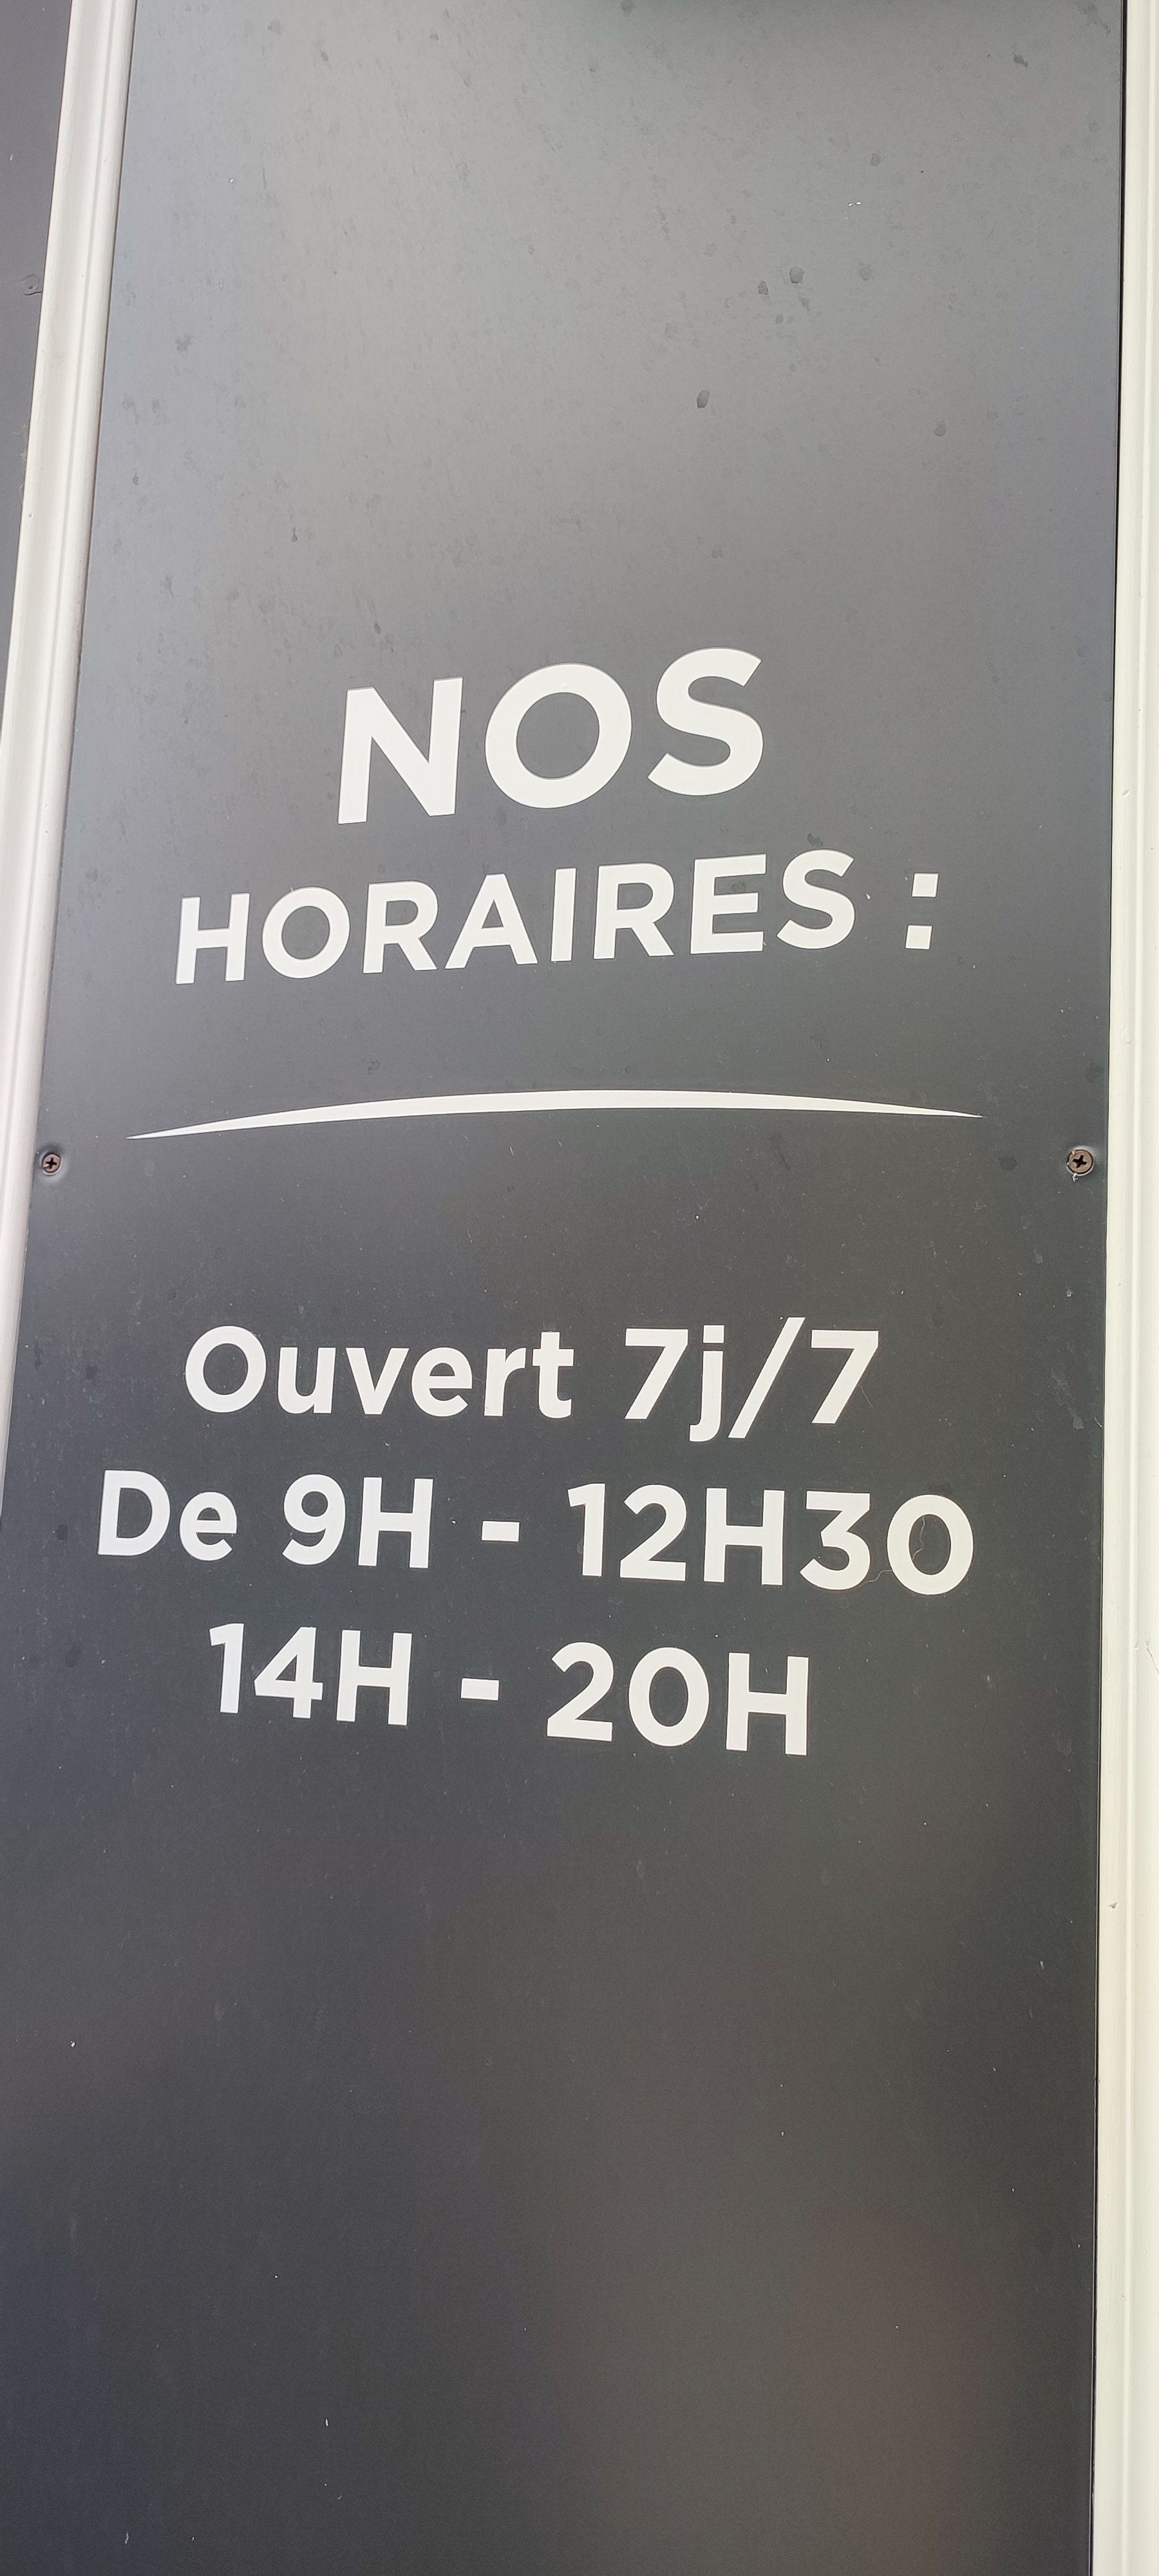 NOS
HORAIRES :
Ouvert 7j/7
De 9H - 12H30
14H - 20H